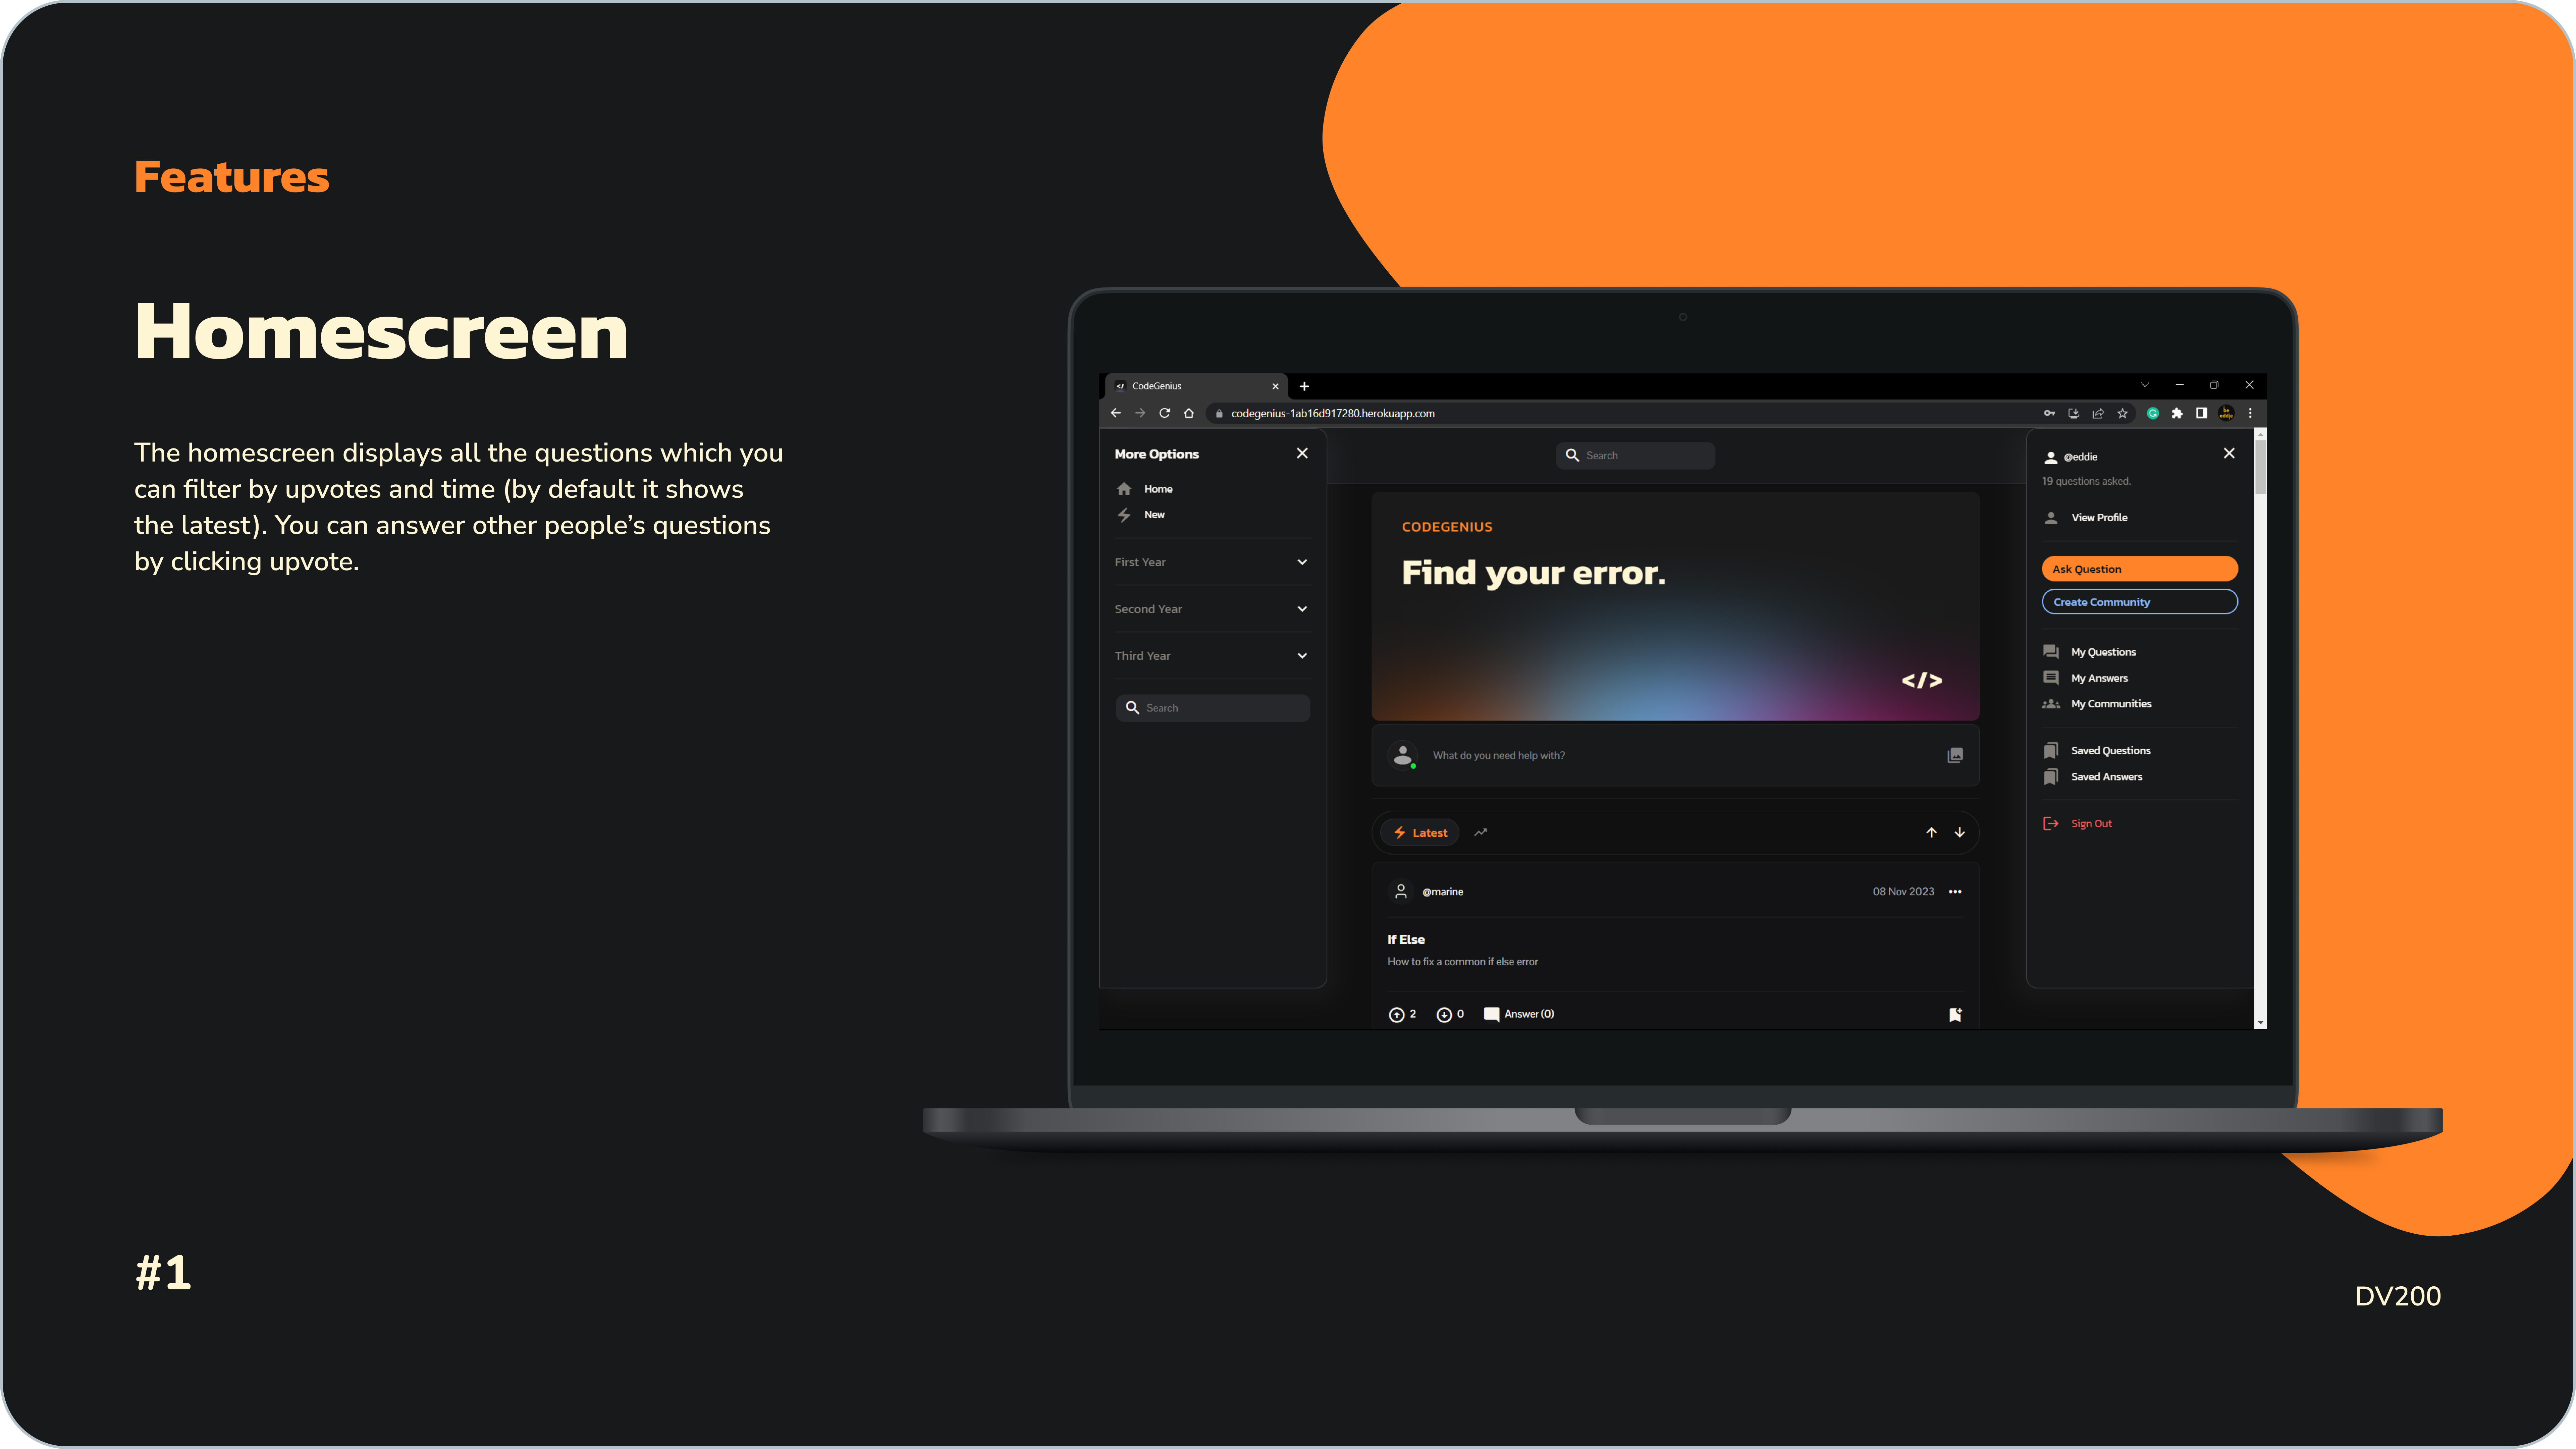 Features
Homescreen
The homescreen displays all the questions which you
can filter by upvotes and time (by default it shows
the latest). You can answer other people’s questions
by clicking upvote.
#1
DV200
CodeGenius
codegenius-1ab16d917280.herokuapp.com
More Options
Home
New
First Year
Second Year
Third Year
Search
Search
CODEGENIUS
Find your error.
</>
What do you need help with?
Latest
@marine
08 Nov 2023
If Else
How to fix a common if else error
2
0
Answer (0)
@eddie
19 questions asked.
View Profile
Ask Question
Create Community
My Questions
My Answers
My Communities
Saved Questions
Saved Answers
Sign Out